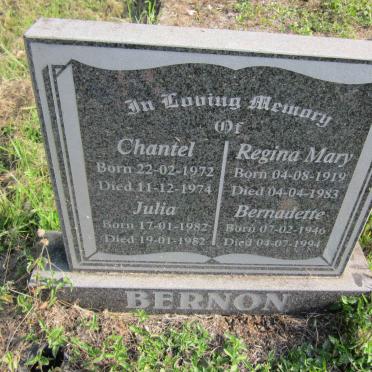 In Loving Memory
Of
Chantel
Born 22-02-1972
Died 11-12-1974
Julia
Born 17-01-1982
Died 19-01-1982
Regina Mary
Born 04-08-1919
Died 04-04-1983
Bernadette
Born 07-02-1946
Died 04-07-1994
BERNON